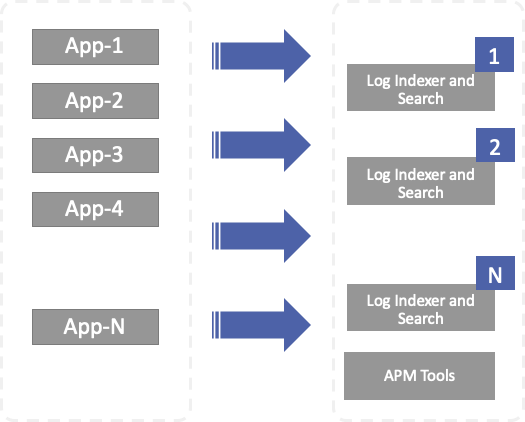 App-1
App-2
App-3
App-4
App-N
1
Log Indexer and
Search
2
Log Indexer and
Search
N
Log Indexer and
Search
APM Tools